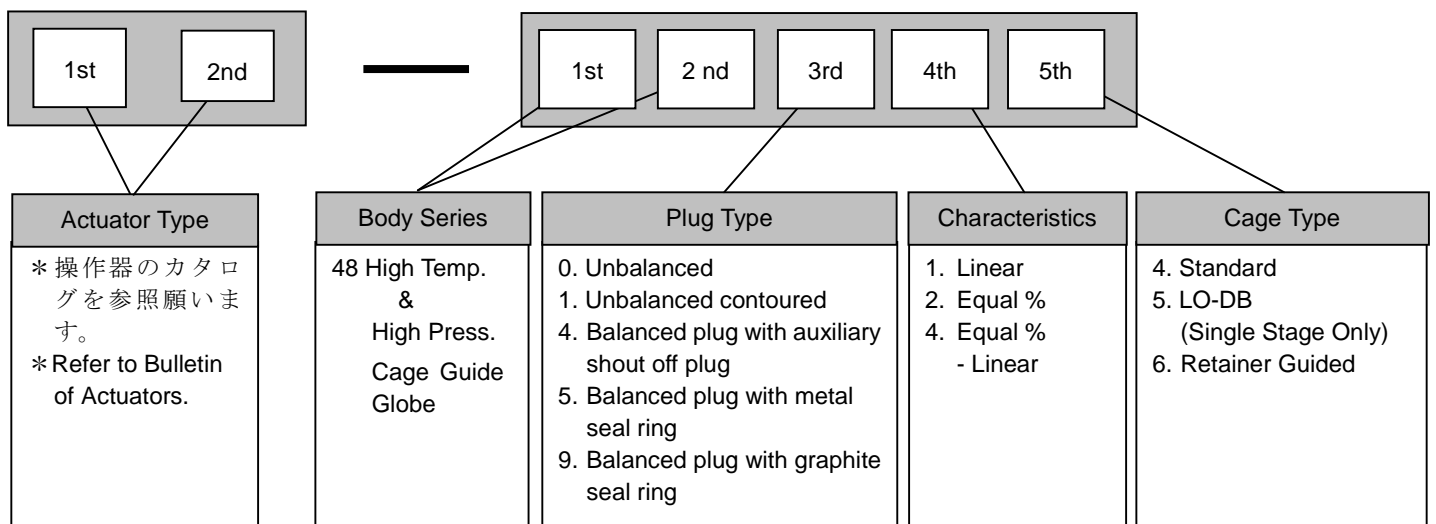 1st
2nd
1st
2 nd
3rd
4th
5th
Actuator Type
＊操作器のカタロ
グを参照願いま
す。
＊Refer to Bulletin
of Actuators.
Body Series
48 High Temp.
&
High Press.
Cage Guide
Globe
Plug Type
0. Unbalanced
1. Unbalanced contoured
4. Balanced plug with auxiliary
shout off plug
5. Balanced plug with metal
seal ring
9. Balanced plug with graphite
seal ring
Characteristics
1. Linear
2. Equal %
4. Equal %
- Linear
Cage Type
4. Standard
5. LO-DB
(Single Stage Only)
6. Retainer Guided